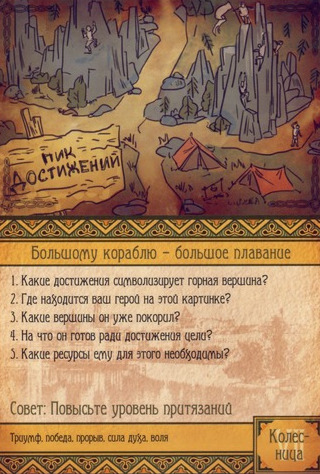 ПИК
ДОСТИЖЕНИЙ
Большому кораблю – большое плавание
1. Какие достижения символизирует горная вершина?
2. Где находится ваш герой на этой картинке?
3. Какие вершины он уже покорил?
4. На что он готов ради достижения цели?
5. Какие ресурсы ему для этого необходимы?
Совет: Повысьте уровень притязаний
Триумф, победа, прорыв, сила духа, воля
Колес-
ница